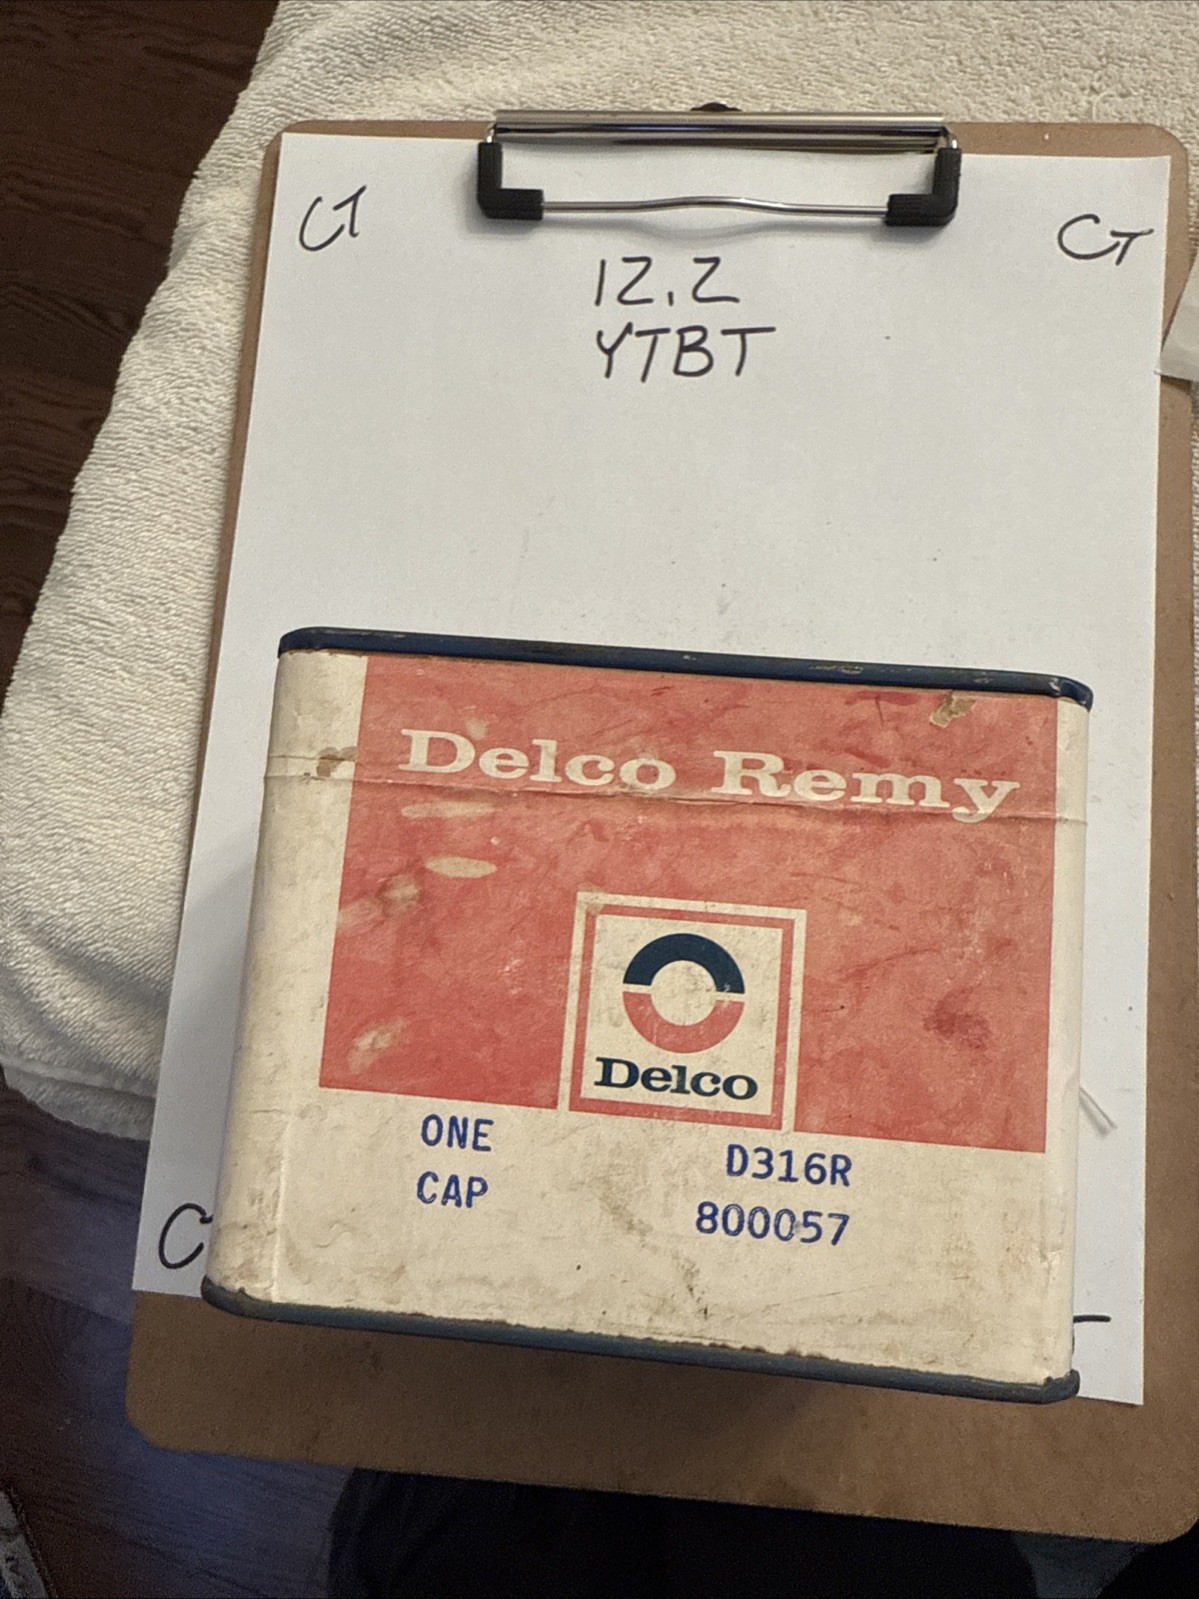 CT
CT
12.2
YTBT
Delco Remy
Delco
ONE
CAP
D316R
800057
C